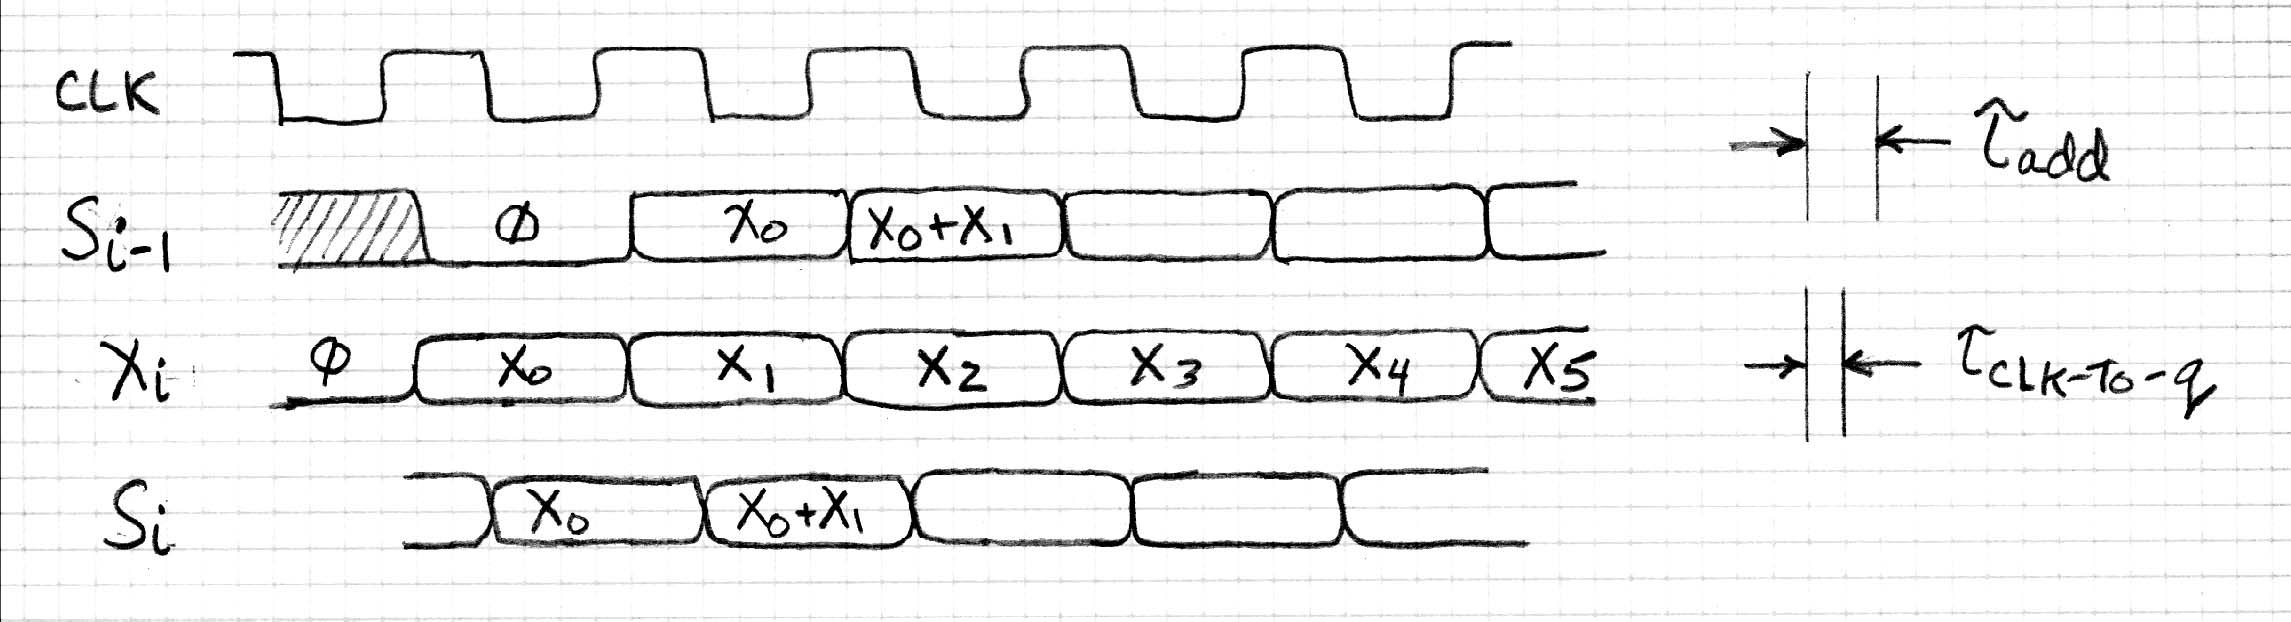 CLK
τadd
Si-1 ϕ X0 X0+X1
Xi ϕ X0 X1 X2 X3 X4 X5
τCLK-TO-q
Si X0 X0+X1